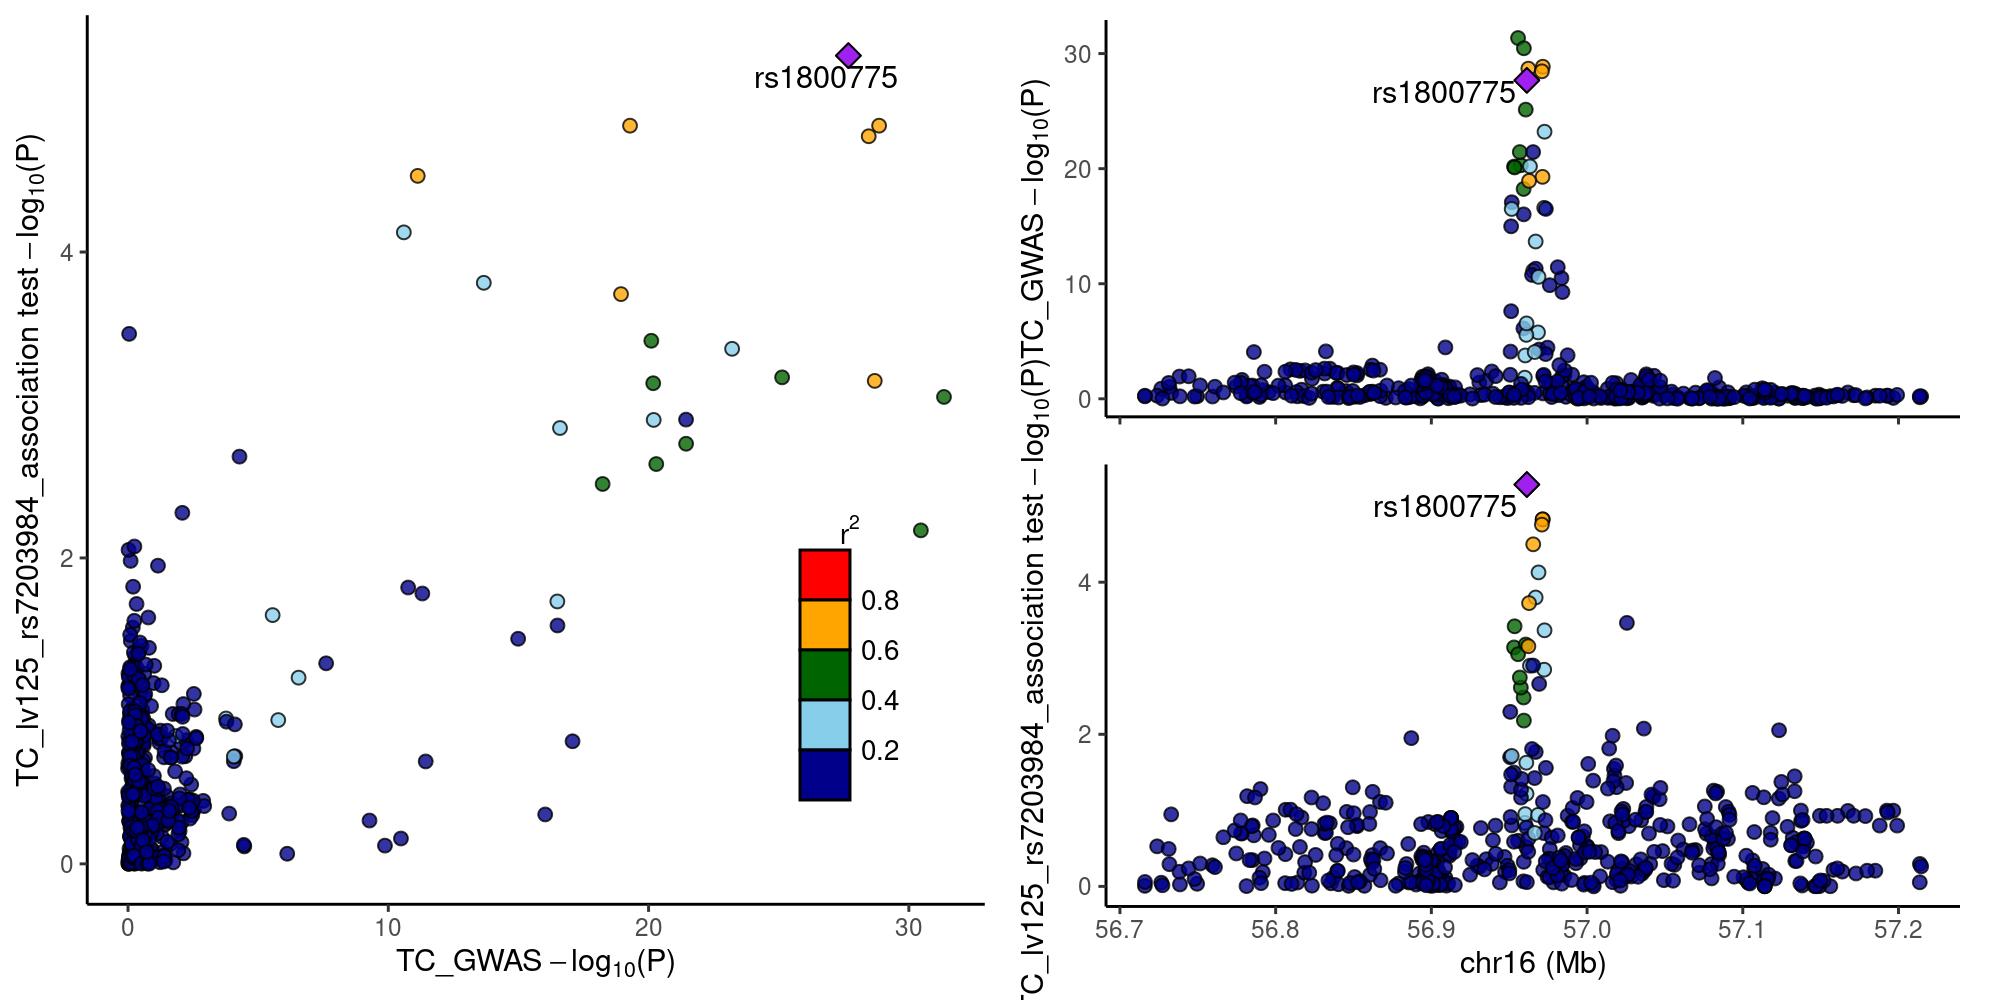 TC_lv125_rs7203984_association test −log10(P)
4
2
0
rs1800775
r2
0.8
0.6
0.4
0.2
0
10
20
30
TC_GWAS −log10(P)
TC_GWAS −log10(P)
30
20
10
0
rs1800775
TC_lv125_rs7203984_association test −log10(P)
4
2
0
rs1800775
56.7
56.8
56.9
57.0
57.1
57.2
chr16 (Mb)